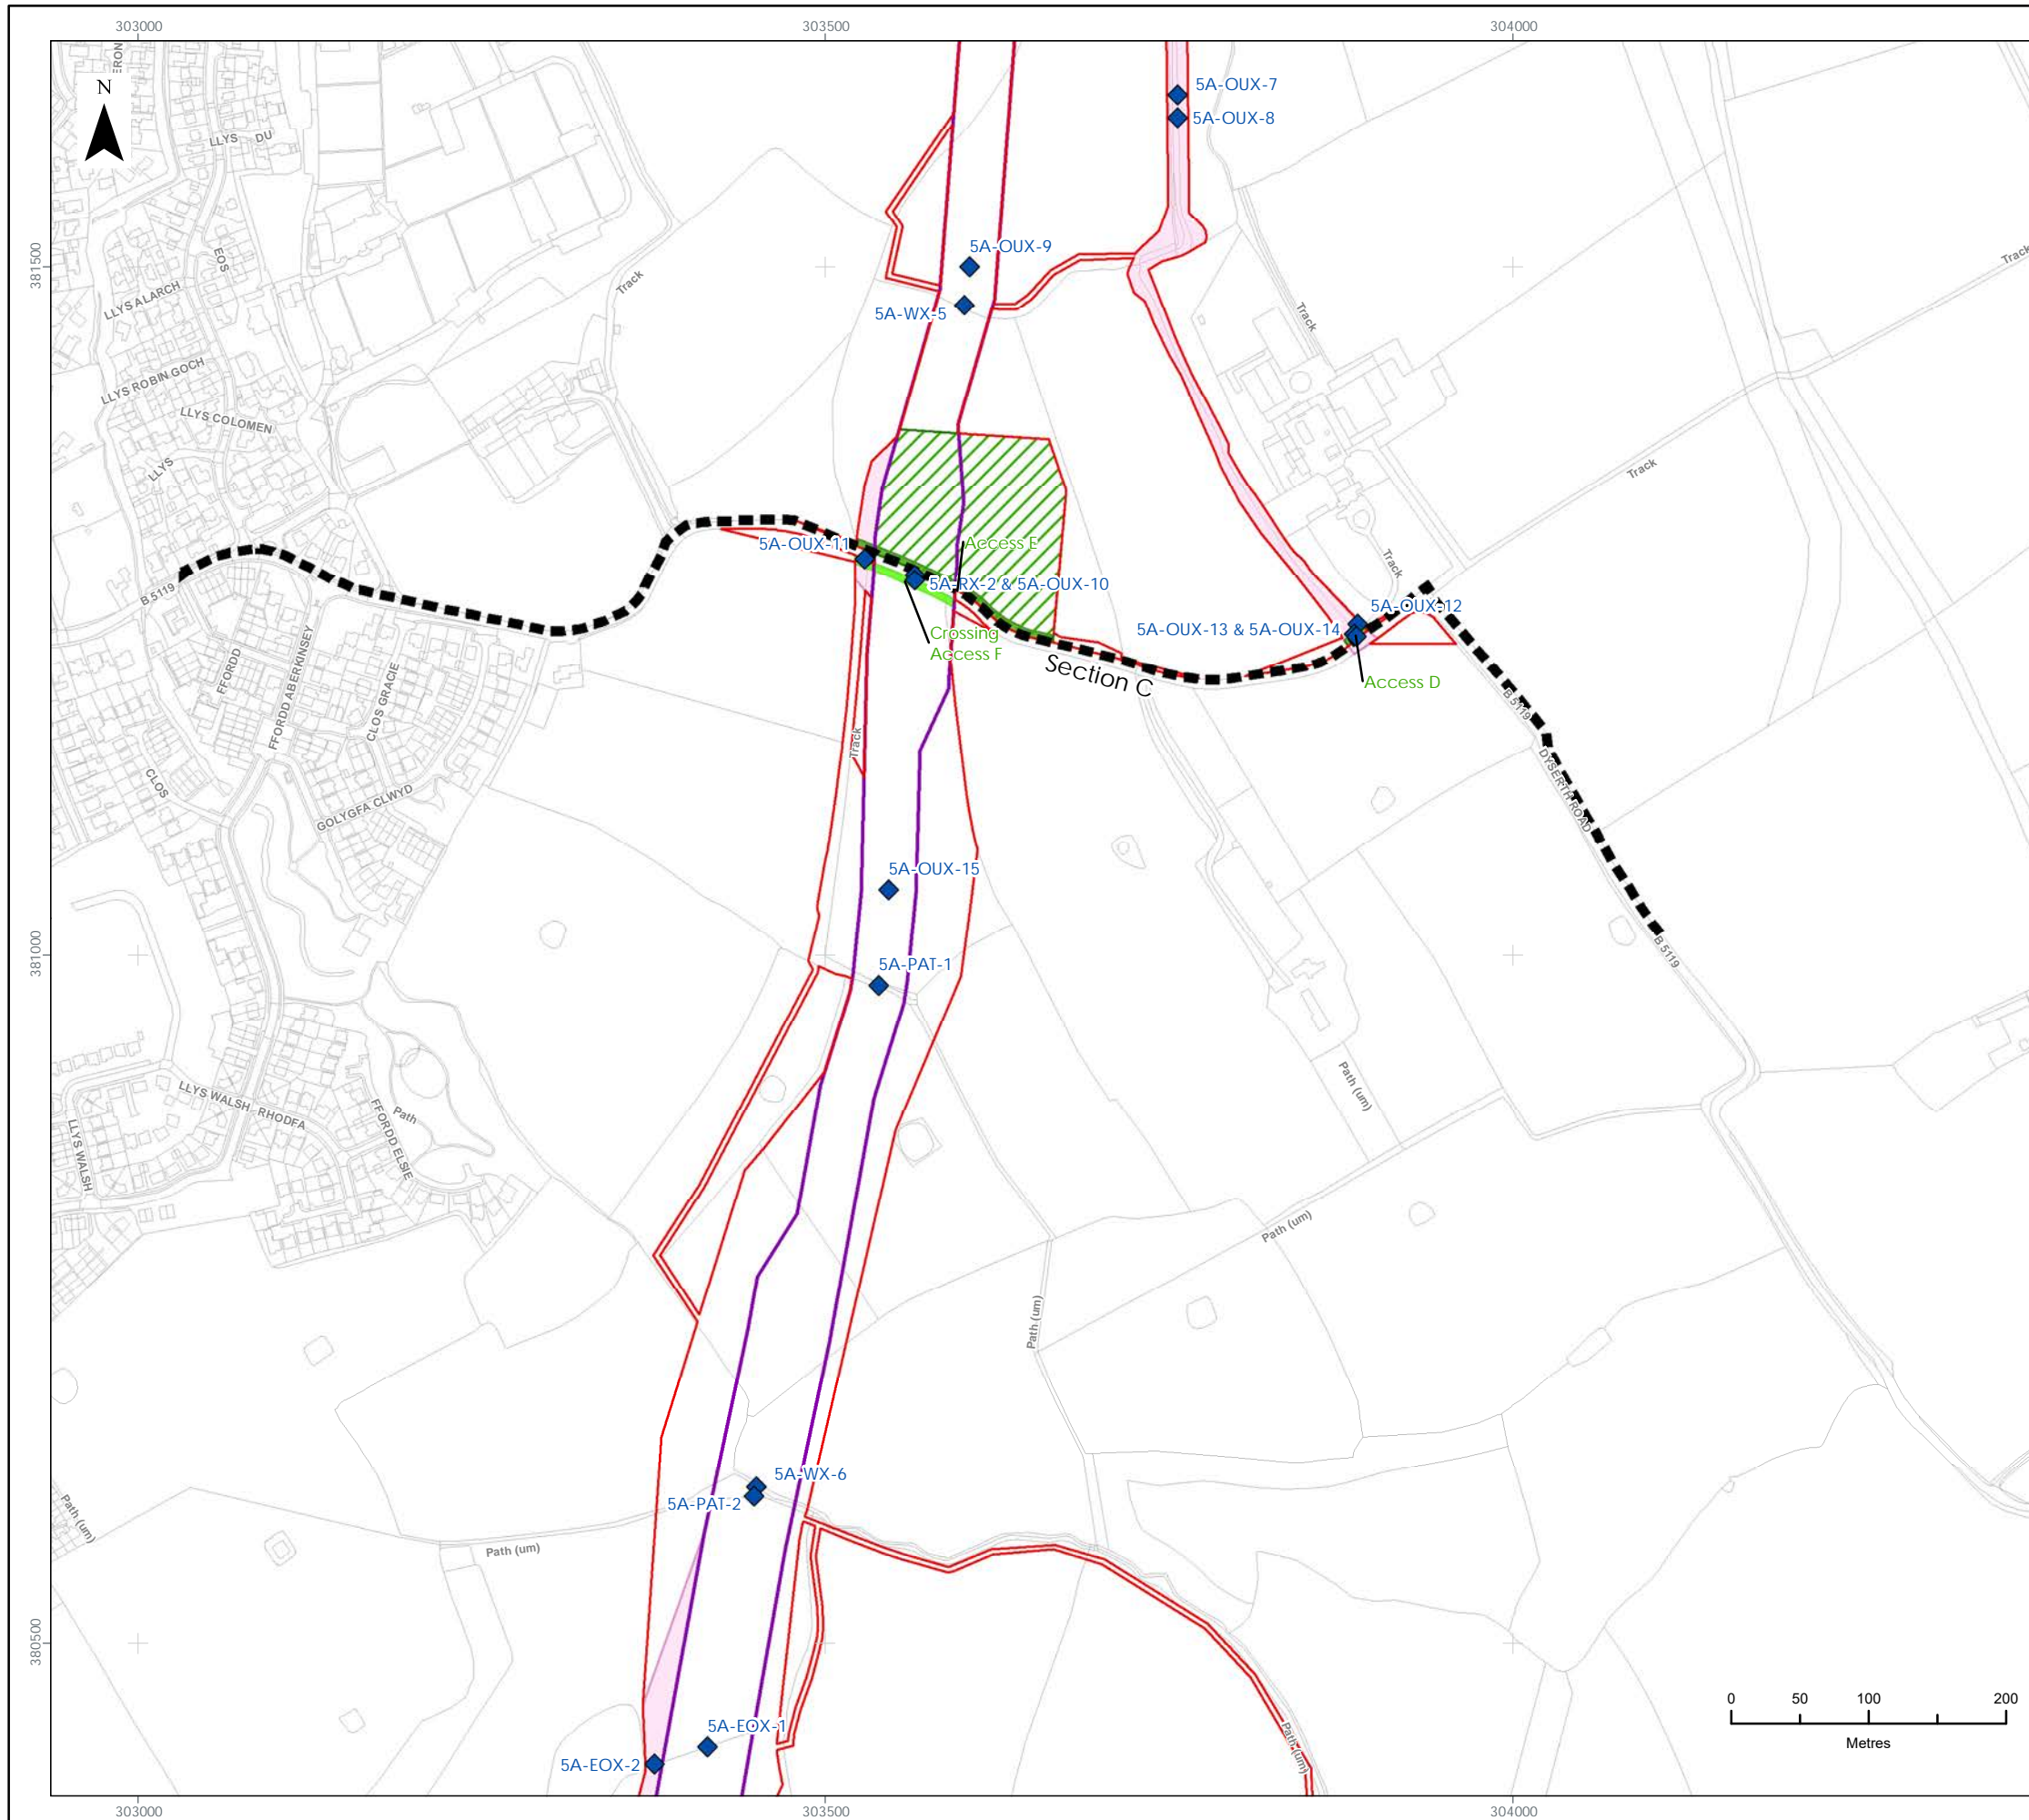 303000
303500
304000
ERON
N
LLYS DU
5A-OUX-7
5A-OUX-8
EOS
5A-OUX-9
381500
Track
Track
LLYS ALARCH
5A-WX-5
Track
LLYS ROBIN GOCH
LLYS COLOMEN
LLYS
Track
5A-OUX-11
Access E
Track
5A-RX-2 & 5A-OUX-10
B 5119
5A-OUX-12
5A-OUX-13 & 5A-OUX-14
Crossing
Access F
Section C
Access D
FFORDD
FFORDD ABERKINSEY
CLOS GRACIE
B 5119
Track
CLOS
GOLYGFA CLWYD
DYSERTH ROAD
5A-OUX-15
381000
5A-PAT-1
B 5119
LLYS WALSH
RHODFA
Path
FFORDD ELSIE
LLYS WALSH
Path (um)
Path (um)
Path (um)
5A-WX-6
5A-PAT-2
Path (um)
Path (um)
380500
0 50 100 200
Metres
5A-EOX-1
5A-EOX-2
Path (um)
303000
303500
304000